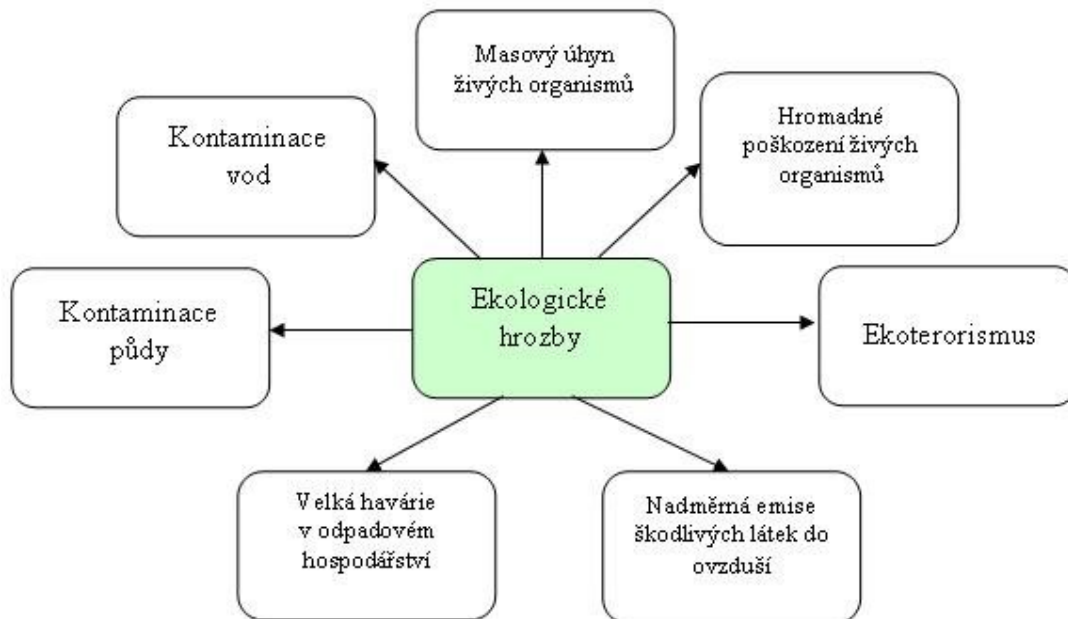 Masový úhyn
živých organismů
Kontaminace
vod
Hromadné
poškození živých
organismů
Kontaminace
půdy
Ekologické
hrozby
Ekoterorismus
Velká havárie
v odpadovém
hospodářství
Nadměrná emise
škodlivých látek do
ovzduší